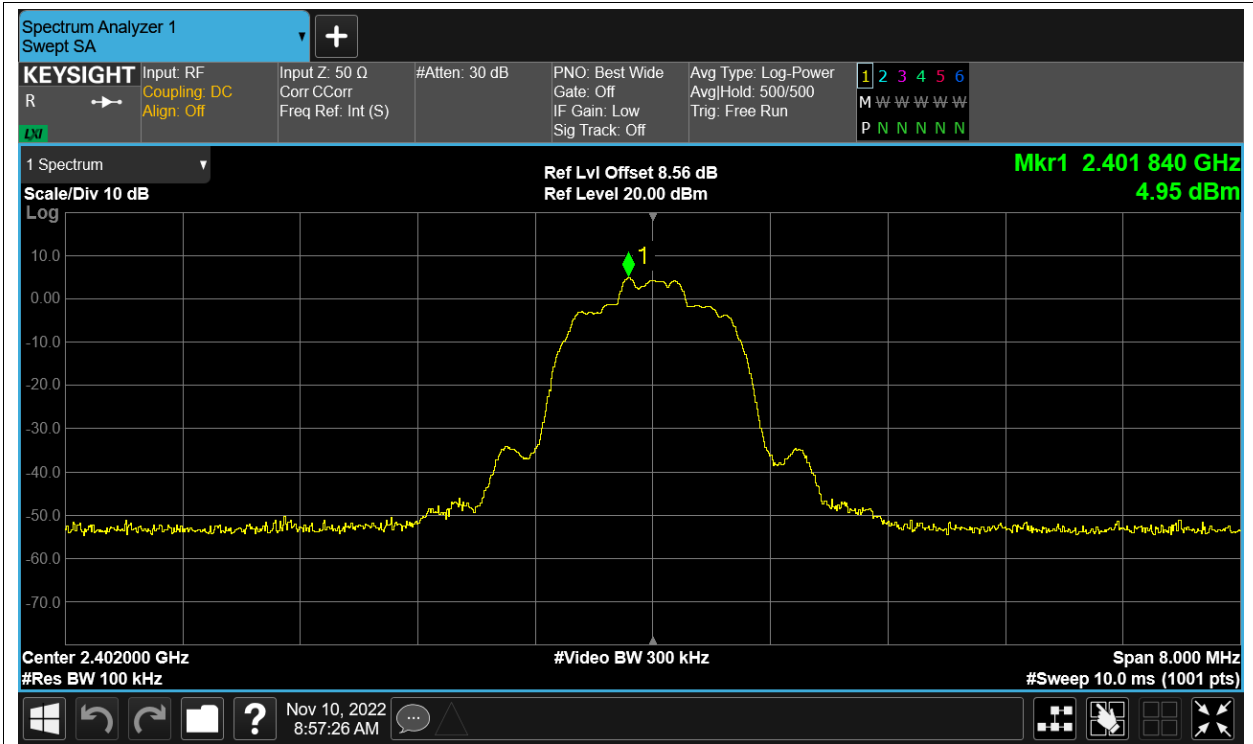 Spectrum Analyzer 1
Swept SA
KEYSIGHT
R
LXI
Input: RF
Coupling: DC
Align: Off
Input Z: 50 Ω
Corr CCorr
Freq Ref: Int (S)
#Atten: 30 dB
PNO: Best Wide
Gate: Off
IF Gain: Low
Sig Track: Off
Avg Type: Log-Power
Avg|Hold: 500/500
Trig: Free Run
1 2 3 4 5 6
M W W W W W
P N N N N N
1 Spectrum
Scale/Div 10 dB
Log
Ref Lvl Offset 8.56 dB
Ref Level 20.00 dBm
Mkr1 2.401 840 GHz
4.95 dBm
1
10.0
0.00
-10.0
-20.0
-30.0
-40.0
-50.0
-60.0
-70.0
Center 2.402000 GHz
#Res BW 100 kHz
#Video BW 300 kHz
Span 8.000 MHz
#Sweep 10.0 ms (1001 pts)
?
Nov 10, 2022
8:57:26 AM